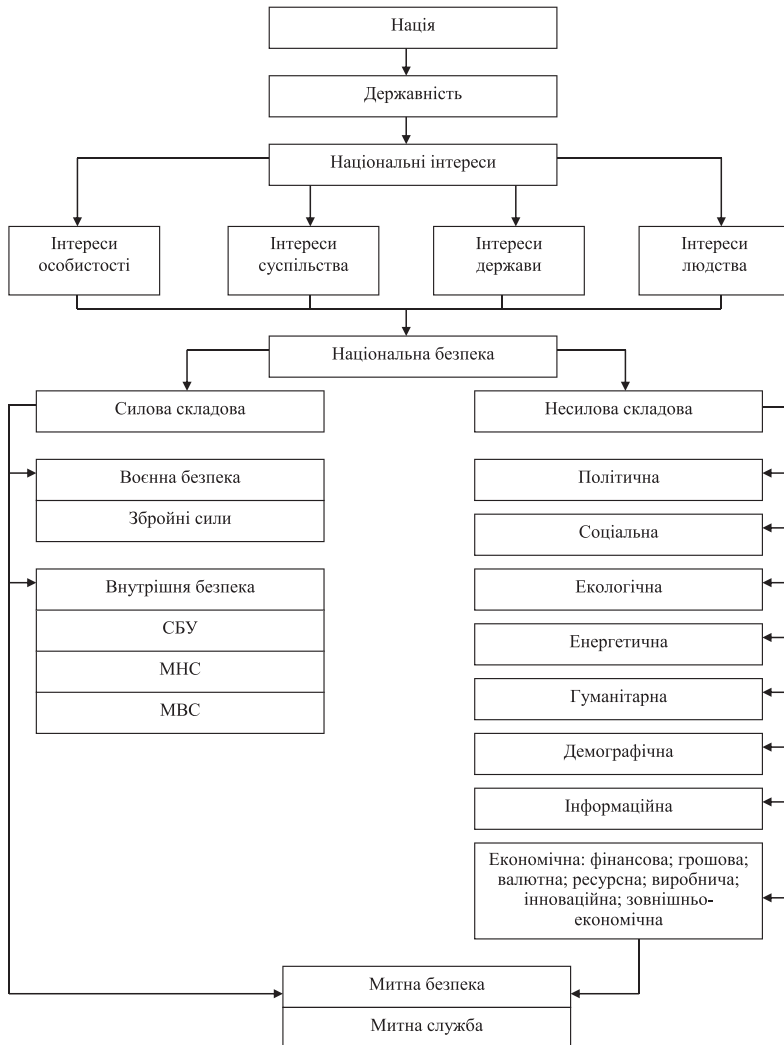 Нація
Державність
Національні інтереси
Інтереси
особистості
Інтереси
суспільства
Інтереси
держави
Інтереси
людства
Національна безпека
Силова складова
Несилова складова
Воєнна безпека
Збройні сили
Внутрішня безпека
СБУ
МНС
МВС
Політична
Соціальна
Екологічна
Енергетична
Гуманітарна
Демографічна
Інформаційна
Економічна: фінансова; грошова;
валютна; ресурсна; виробнича;
інноваційна; зовнішньо-
економічна
Митна безпека
Митна служба